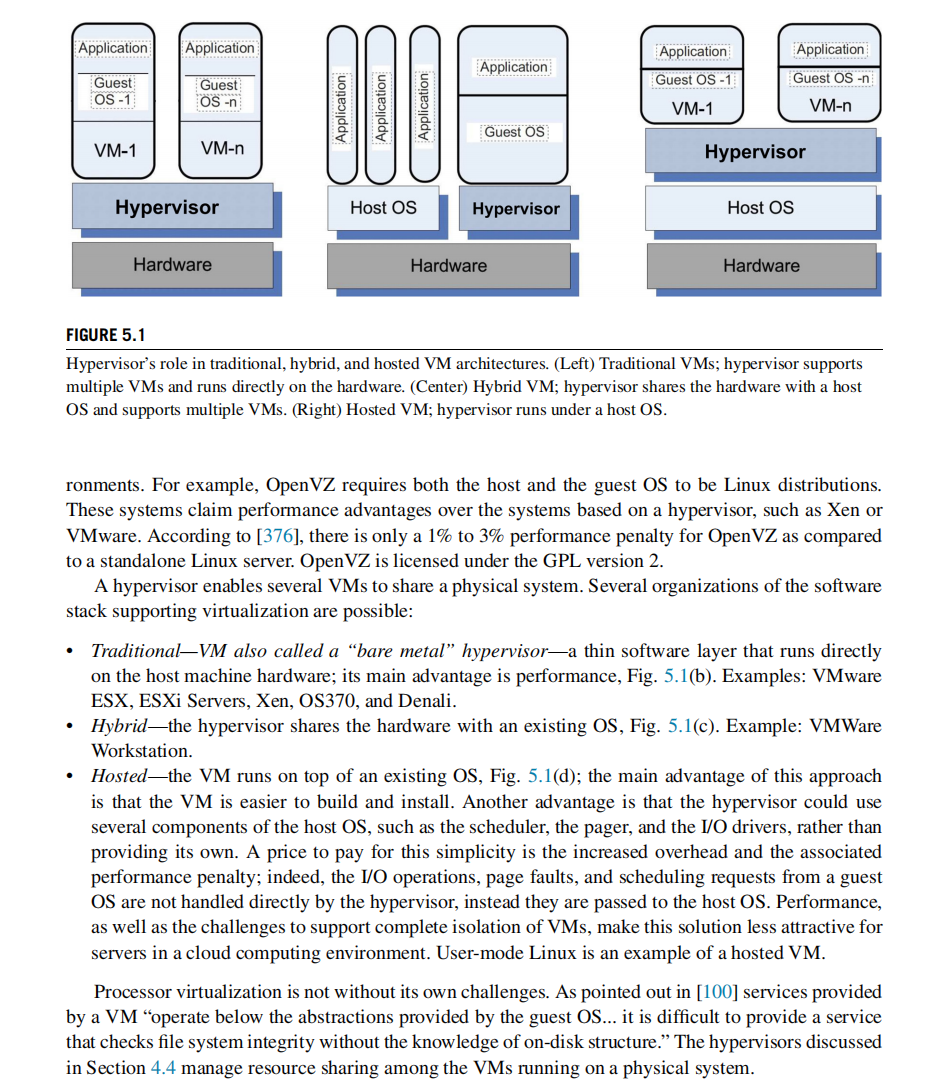 Application
Guest
OS -1
VM-1
Application
Guest
OS -n
VM-n
Hypervisor
Hardware
Application
Application
Application
Application
Guest OS
Host OS
Hypervisor
Hardware
Application
Guest OS -1
VM-1
Application
Guest OS -n
VM-n
Hypervisor
Host OS
Hardware
FIGURE 5.1
Hypervisor's role in traditional, hybrid, and hosted VM architectures. (Left) Traditional VMs; hypervisor supports
multiple VMs and runs directly on the hardware. (Center) Hybrid VM; hypervisor shares the hardware with a host
OS and supports multiple VMs. (Right) Hosted VM; hypervisor runs under a host OS.
ronments. For example, OpenVZ requires both the host and the guest OS to be Linux distributions.
These systems claim performance advantages over the systems based on a hypervisor, such as Xen or
VMware. According to [376], there is only a 1% to 3% performance penalty for OpenVZ as compared
to a standalone Linux server. OpenVZ is licensed under the GPL version 2.
A hypervisor enables several VMs to share a physical system. Several organizations of the software
stack supporting virtualization are possible:
• Traditional—VM also called a “bare metal” hypervisor—a thin software layer that runs directly
on the host machine hardware; its main advantage is performance, Fig. 5.1(b). Examples: VMware
ESX, ESXi Servers, Xen, OS370, and Denali.
• Hybrid—the hypervisor shares the hardware with an existing OS, Fig. 5.1(c). Example: VMWare
Workstation.
• Hosted—the VM runs on top of an existing OS, Fig. 5.1(d); the main advantage of this approach
is that the VM is easier to build and install. Another advantage is that the hypervisor could use
several components of the host OS, such as the scheduler, the pager, and the I/O drivers, rather than
providing its own. A price to pay for this simplicity is the increased overhead and the associated
performance penalty; indeed, the I/O operations, page faults, and scheduling requests from a guest
OS are not handled directly by the hypervisor, instead they are passed to the host OS. Performance,
as well as the challenges to support complete isolation of VMs, make this solution less attractive for
servers in a cloud computing environment. User-mode Linux is an example of a hosted VM.
Processor virtualization is not without its own challenges. As pointed out in [100] services provided
by a VM “operate below the abstractions provided by the guest OS... it is difficult to provide a service
that checks file system integrity without the knowledge of on-disk structure.” The hypervisors discussed
in Section 4.4 manage resource sharing among the VMs running on a physical system.